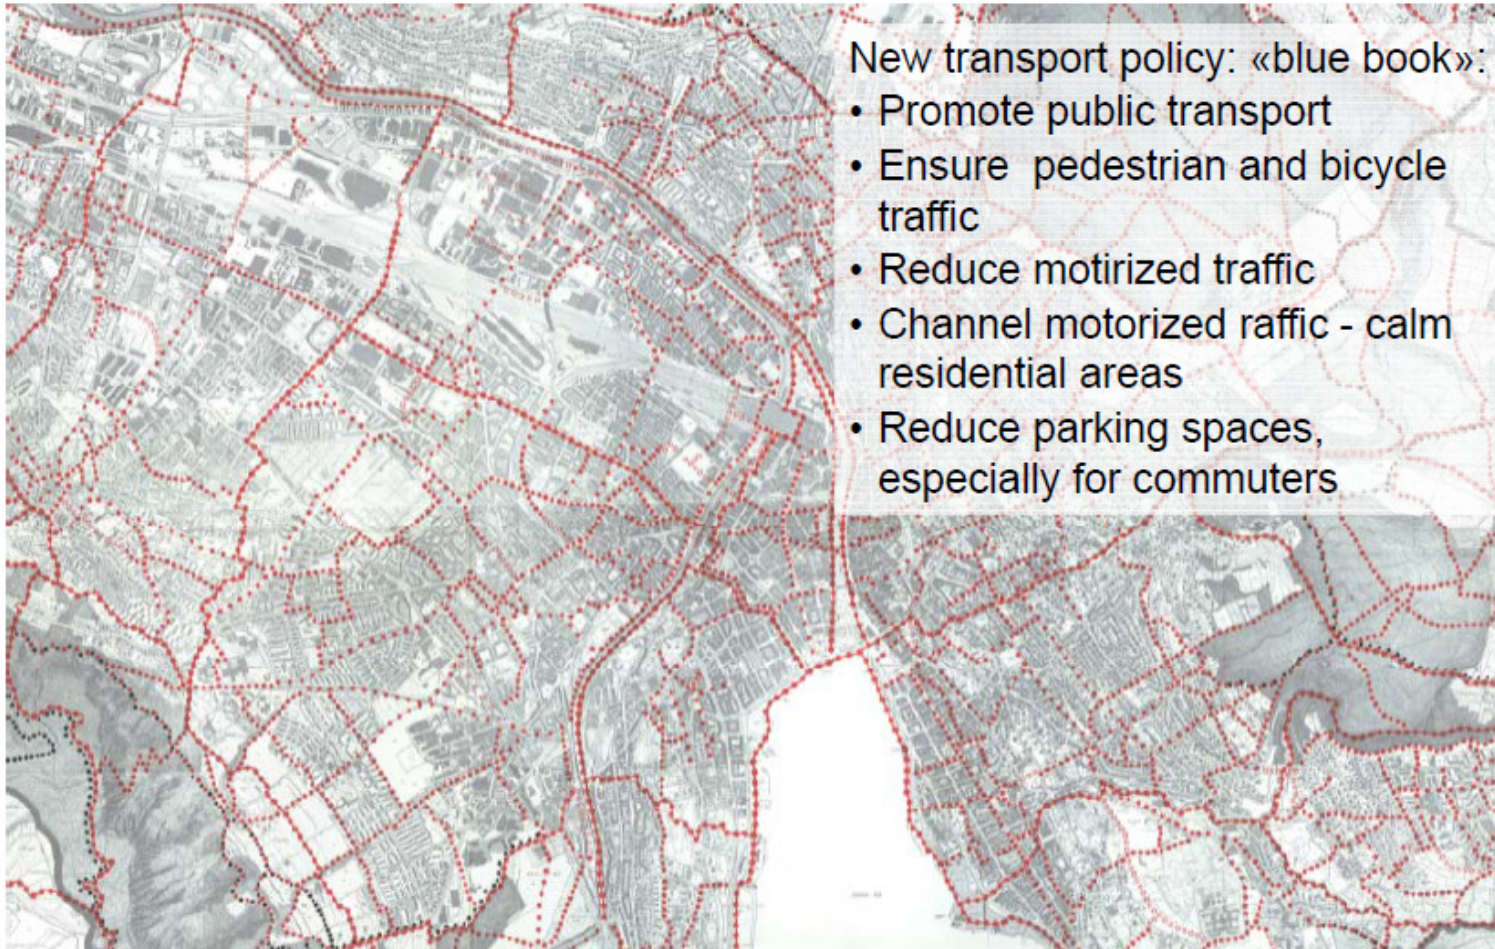 New transport policy: «blue book»:
• Promote public transport
• Ensure  pedestrian and bicycle
traffic
• Reduce motirized traffic
• Channel motorized raffic - calm
residential areas
• Reduce parking spaces,
especially for commuters